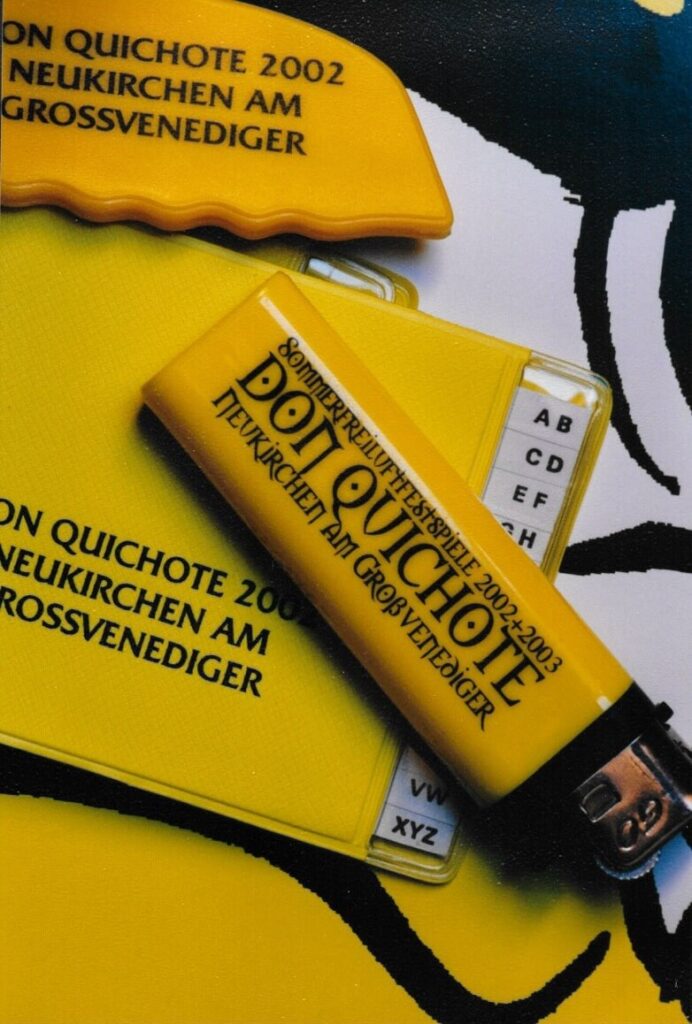 ON QUICHOTE 2002
NEUKIRCHEN AM
GROSSVENEDIGER
SOMMERFREILUFTFESTSPIELE 2002+2003
DON QUICHOTE
NEUKIRCHEN AM GROßVENEDIGER
AB
CD
EF
GH
ON QUICHOTE 2002
NEUKIRCHEN AM
ROSSVENEDIGER
VW
XYZ